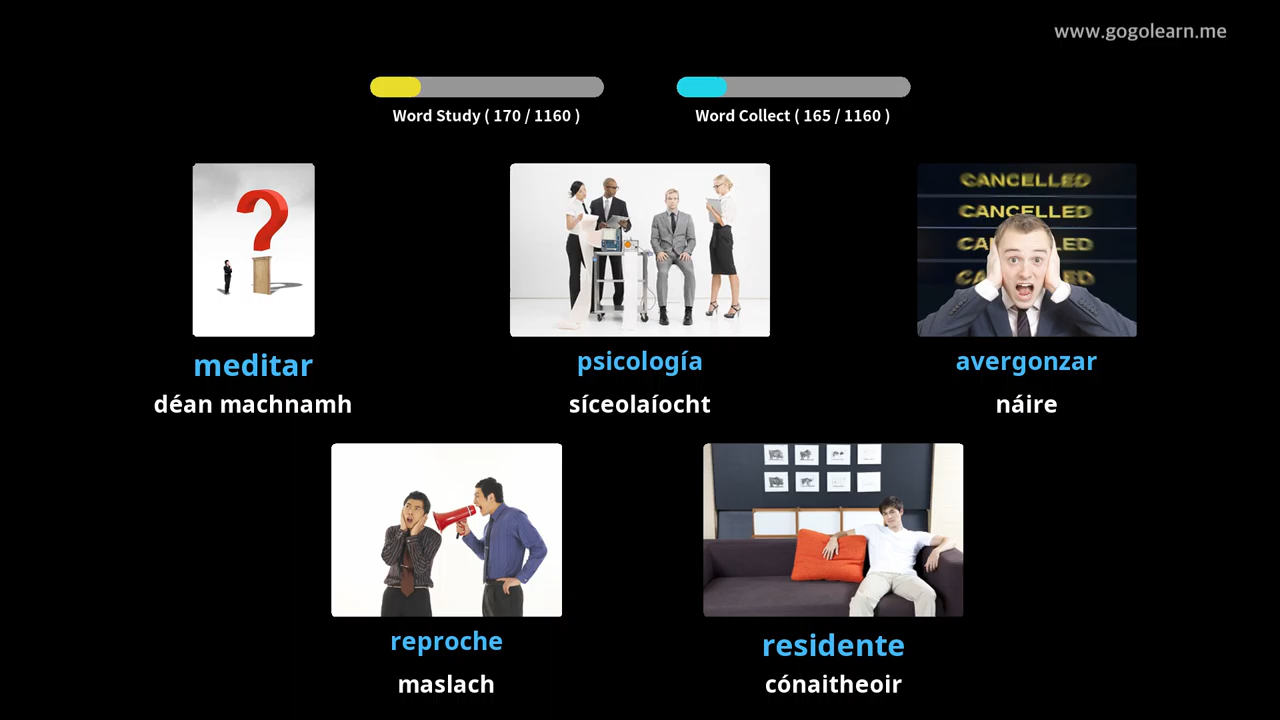 www.gogolearn.me
Word Study ( 170 / 1160 )
Word Collect ( 165 / 1160 )
CANCELLED
CANCELLED
meditar
déan machnamh
psicología
síceolaíocht
avergonzar
náire
reproche
maslach
residente
cónaitheoir